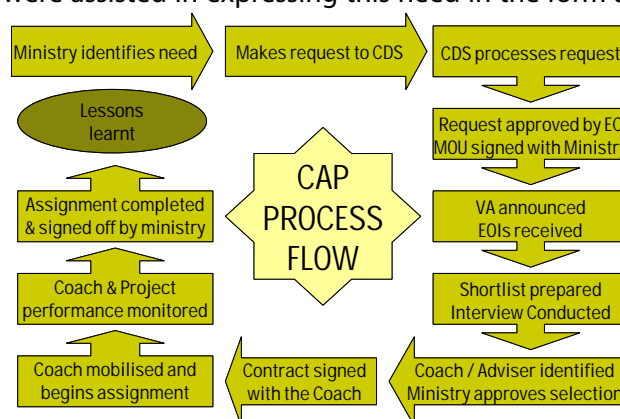 were assisted in expressing this need in the form
Ministry identifies need
Makes request to CDS
CDS processes request
Request approved by
MOU signed with Ministry
VA announced
EOIs received
Shortlist prepared
Interview Conducted
Coach / Adviser identified
Ministry approves selection
Contract signed
with the Coach
Coach mobilised and
begins assignment
Coach & Project
performance monitored
Assignment completed
& signed off by ministry
Lessons
learnt
CAP
PROCESS
FLOW